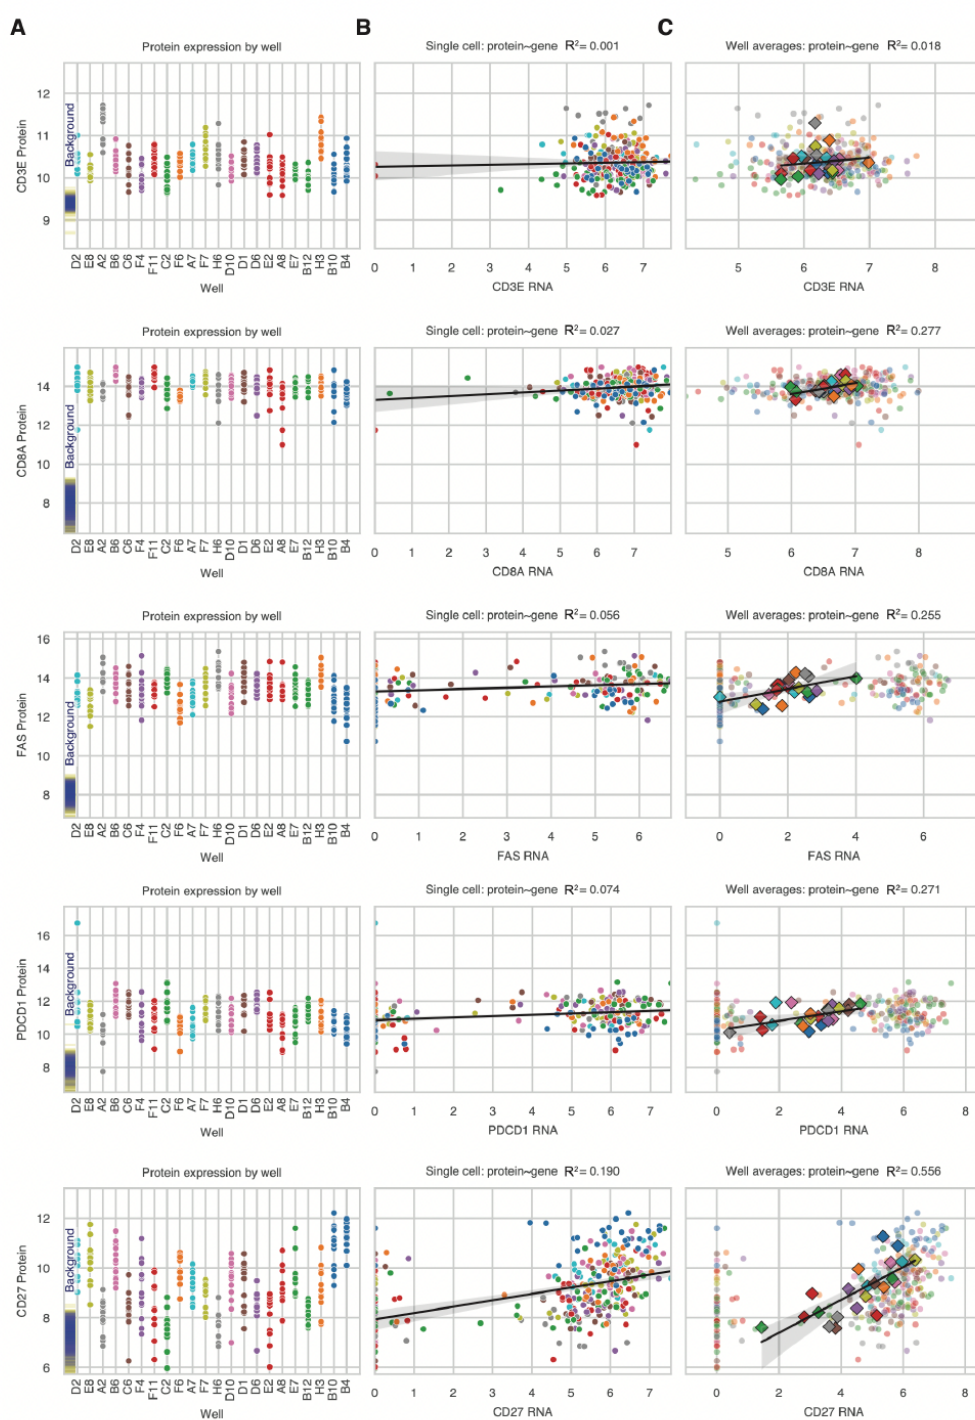 A B C
Protein expression by well
Single cell: protein~gene R²= 0.001
Well averages: protein~gene R²= 0.018
CD3E Protein
Background
12
11
10
9
D2 E8 A2 B6 C6 F4 F11 C2 F6 A7 F7 H6 D10 D1 D6 E2 A8 E7 B12 H3 B10 B4
Well
0 1 2 3 4 5 6 7
CD3E RNA
5 6 7 8
CD3E RNA
Protein expression by well
Single cell: protein~gene R²= 0.027
Well averages: protein~gene R²= 0.277
CD8A Protein
Background
14
12
10
8
D2 E8 A2 B6 C6 F4 F11 C2 F6 A7 F7 H6 D10 D1 D6 E2 A8 E7 B12 H3 B10 B4
Well
0 1 2 3 4 5 6 7
CD8A RNA
5 6 7 8
CD8A RNA
Protein expression by well
Single cell: protein~gene R²= 0.056
Well averages: protein~gene R²= 0.255
FAS Protein
Background
16
14
12
10
8
D2 E8 A2 B6 C6 F4 F11 C2 F6 A7 F7 H6 D10 D1 D6 E2 A8 E7 B12 H3 B10 B4
Well
0 1 2 3 4 5 6
FAS RNA
0 2 4 6
FAS RNA
Protein expression by well
Single cell: protein~gene R²= 0.074
Well averages: protein~gene R²= 0.271
PDCD1 Protein
Background
16
14
12
10
8
D2 E8 A2 B6 C6 F4 F11 C2 F6 A7 F7 H6 D10 D1 D6 E2 A8 E7 B12 H3 B10 B4
Well
0 1 2 3 4 5 6 7
PDCD1 RNA
0 2 4 6 8
PDCD1 RNA
Protein expression by well
Single cell: protein~gene R²= 0.190
Well averages: protein~gene R²= 0.556
CD27 Protein
Background
12
10
8
6
D2 E8 A2 B6 C6 F4 F11 C2 F6 A7 F7 H6 D10 D1 D6 E2 A8 E7 B12 H3 B10 B4
Well
0 1 2 3 4 5 6 7
CD27 RNA
0 2 4 6 8
CD27 RNA